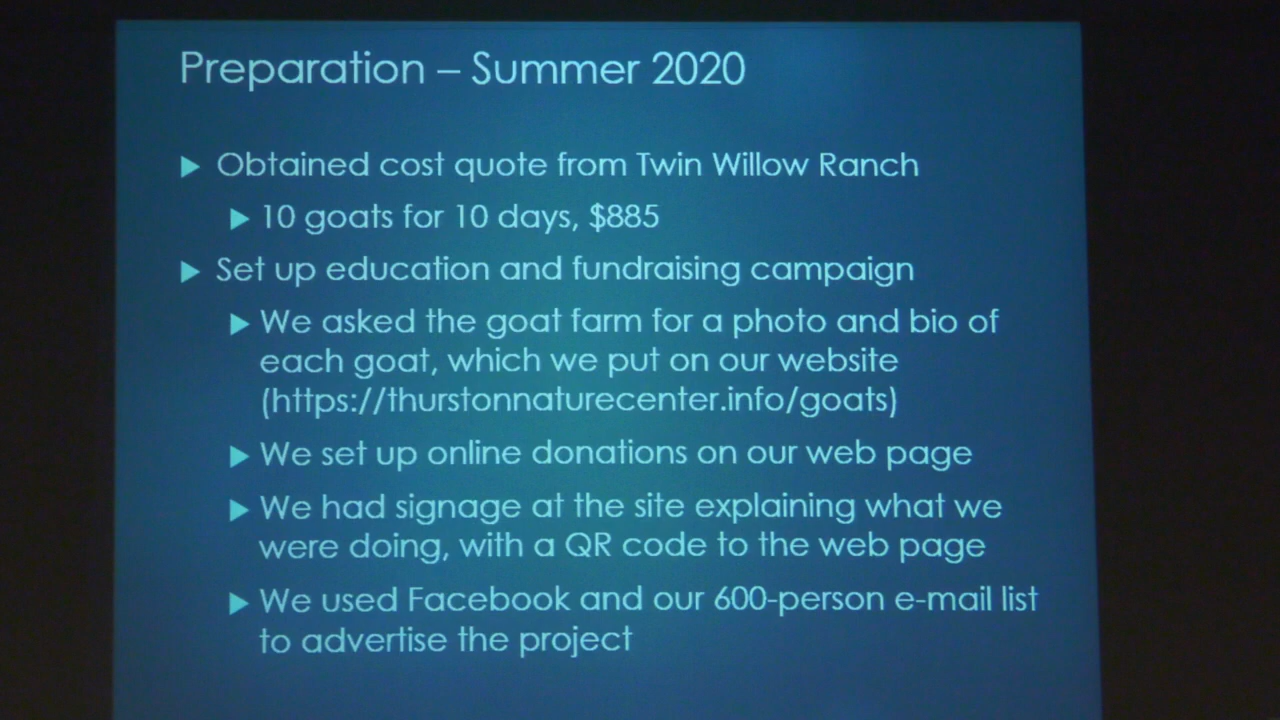 Preparation – Summer 2020
▶ Obtained cost quote from Twin Willow Ranch
▶ 10 goats for 10 days, $885
▶ Set up education and fundraising campaign
▶ We asked the goat farm for a photo and bio of
each goat, which we put on our website
(https://thurstonnaturecenter.info/goats)
▶ We set up online donations on our web page
▶ We had signage at the site explaining what we
were doing, with a QR code to the web page
▶ We used Facebook and our 600-person e-mail list
to advertise the project